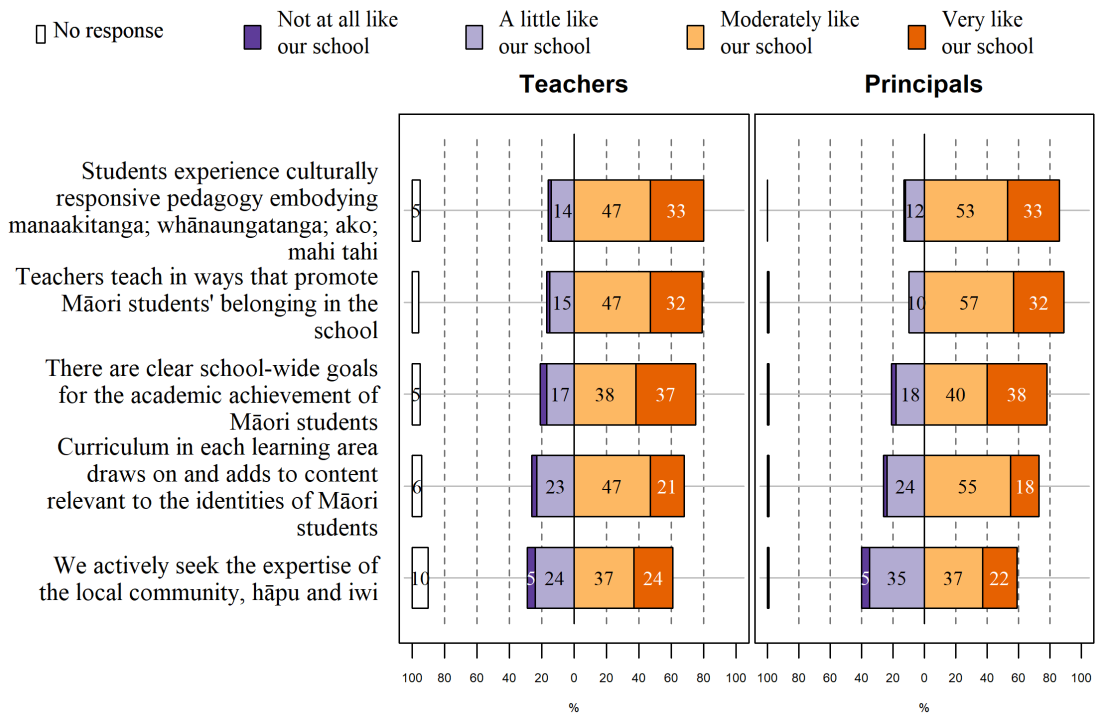 No response
Not at all like
our school
A little like
our school
Moderately like
our school
Very like
our school
Teachers
Principals
Students experience culturally
responsive pedagogy embodying
manaakitanga; whānaungatanga; ako;
mahi tahi
5 14 47 33
12 53 33
Teachers teach in ways that promote
Māori students' belonging in the
school
15 47 32
10 57 32
There are clear school-wide goals
for the academic achievement of
Māori students
5 17 38 37
18 40 38
Curriculum in each learning area
draws on and adds to content
relevant to the identities of Māori
students
6 23 47 21
24 55 18
We actively seek the expertise of
the local community, hāpu and iwi
10 5 24 37 24
5 35 37 22
100 80 60 40 20 0 20 40 60 80 100
100 80 60 40 20 0 20 40 60 80 100
%
%